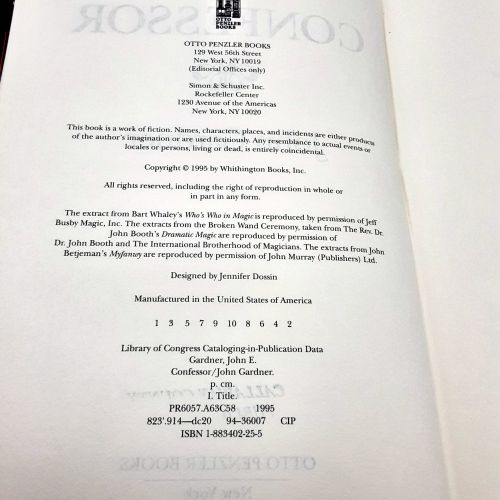 CONFESSOR
OTTO
PENZLER
BOOKS
OTTO PENZLER BOOKS
129 West 56th Street
New York, NY 10019
(Editorial Offices only)
Simon & Schuster Inc.
Rockefeller Center
1230 Avenue of the Americas
New York, NY 10020
This book is a work of fiction. Names, characters, places, and incidents are either products
of the author's imagination or are used fictitiously. Any resemblance to actual events or
locales or persons, living or dead, is entirely coincidental.
Copyright © 1995 by Whithington Books, Inc.
All rights reserved, including the right of reproduction in whole or
in part in any form.
The extract from Bart Whaley's Who's Who in Magic is reproduced by permission of Jeff
Busby Magic, Inc. The extracts from the Broken Wand Ceremony, taken from The Rev. Dr.
John Booth's Dramatic Magic are reproduced by permission of
Dr. John Booth and The International Brotherhood of Magicians. The extracts from John
Betjeman's Myfanwy are reproduced by permission of John Murray (Publishers) Ltd.
Designed by Jennifer Dossin
Manufactured in the United States of America
1 3 5 7 9 10 8 6 4 2
Library of Congress Cataloging-in-Publication Data
Gardner, John E.
Confessor/John Gardner.
p. cm.
I. Title.
PR6057.A63C58 1995
823'.914—dc20 94-36007 CIP
ISBN 1-883402-25-5
OTTO PENZLER BOOKS
New York